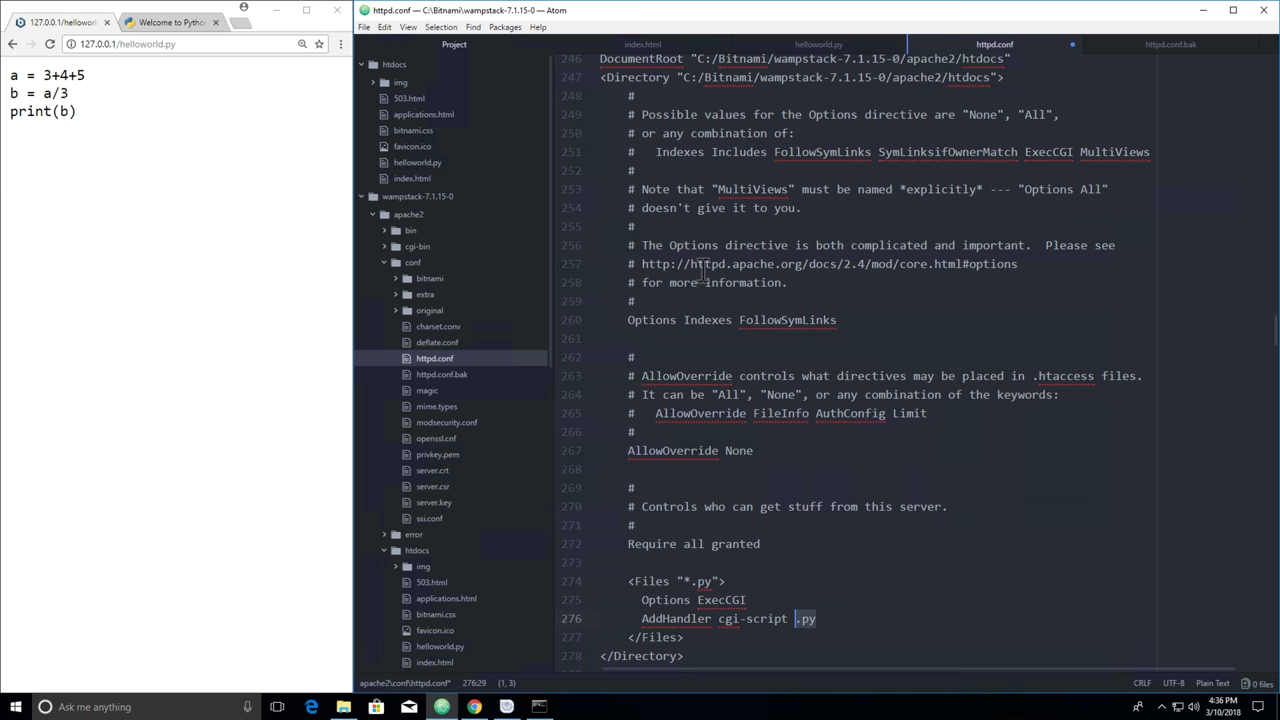 127.0.0.1/hellowor
Welcome to Python
127.0.0.1/helloworld.py
a = 3+4+5
b = a/3
print(b)
httpd.conf — C:\Bitnami\wampstack-7.1.15-0 — Atom
File Edit View Selection Find Packages Help
Project
htdocs
img
503.html
applications.html
bitnami.css
favicon.ico
helloworld.py
index.html
wampstack-7.1.15-0
apache2
bin
cgi-bin
conf
bitnami
extra
original
charset.conv
deflate.conf
httpd.conf
httpd.conf.bak
magic
mime.types
modsecurity.conf
openssl.cnf
privkey.pem
server.crt
server.csr
server.key
ssi.conf
error
htdocs
img
503.html
applications.html
bitnami.css
favicon.ico
helloworld.py
index.html
index.html helloworld.py httpd.conf httpd.conf.bak
246 DocumentRoot "C:/Bitnami/wampstack-7.1.15-0/apache2/htdocs"
247 <Directory "C:/Bitnami/wampstack-7.1.15-0/apache2/htdocs">
248 #
249 # Possible values for the Options directive are "None", "All",
250 # or any combination of:
251 #   Indexes Includes FollowSymLinks SymLinksifOwnerMatch ExecCGI MultiViews
252 #
253 # Note that "MultiViews" must be named *explicitly* --- "Options All"
254 # doesn't give it to you.
255 #
256 # The Options directive is both complicated and important.  Please see
257 # http://httpd.apache.org/docs/2.4/mod/core.html#options
258 # for more information.
259 #
260 Options Indexes FollowSymLinks
261
262 #
263 # AllowOverride controls what directives may be placed in .htaccess files.
264 # It can be "All", "None", or any combination of the keywords:
265 #   AllowOverride FileInfo AuthConfig Limit
266 #
267 AllowOverride None
268
269 #
270 # Controls who can get stuff from this server.
271 #
272 Require all granted
273
274 <Files "*.py">
275 Options ExecCGI
276 AddHandler cgi-script .py
277 </Files>
278 </Directory>
apache2\conf\httpd.conf* 276:29 (1, 3) CRLF UTF-8 Plain Text 0 files
Ask me anything
4:36 PM
3/10/2018